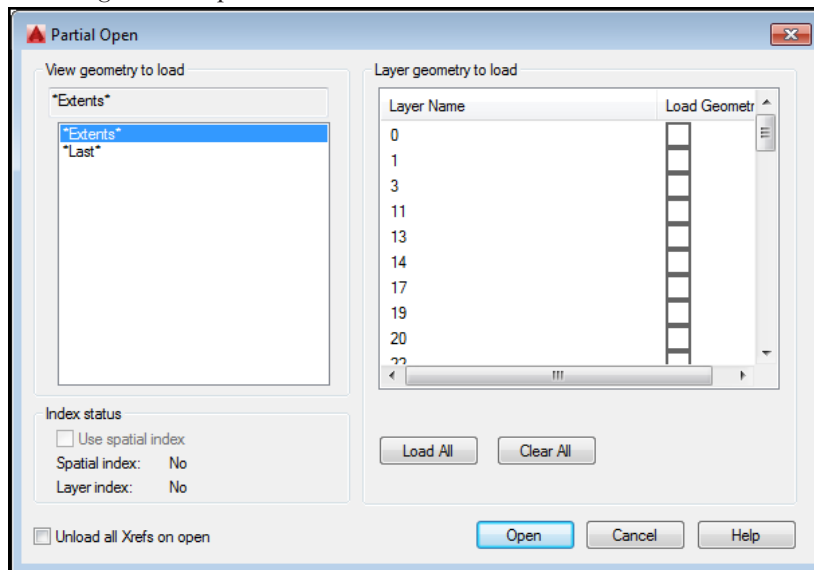 Partial Open
View geometry to load
*Extents*
*Extents*
*Last*
Index status
Use spatial index
Spatial index: No
Layer index: No
Unload all Xrefs on open
Layer geometry to load
Layer Name Load Geometr
0
1
3
11
13
14
17
19
20
22
Load All Clear All
Open Cancel Help